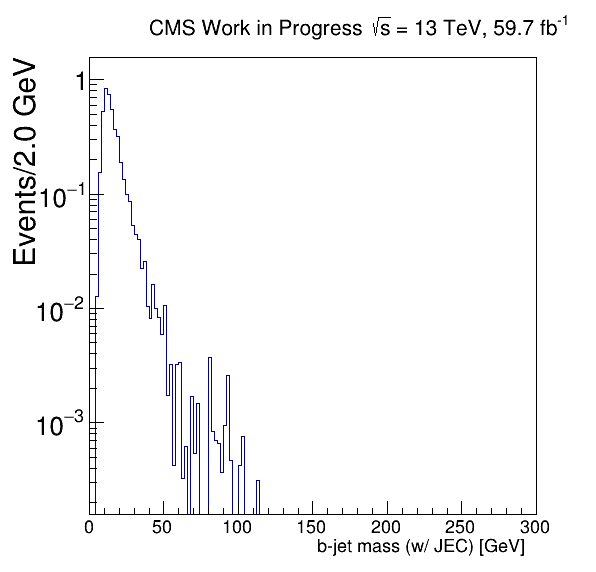 CMS Work in Progress √s = 13 TeV, 59.7 fb⁻¹
Events/2.0 GeV
1
10⁻¹
10⁻²
10⁻³
0 50 100 150 200 250 300
b-jet mass (w/ JEC) [GeV]